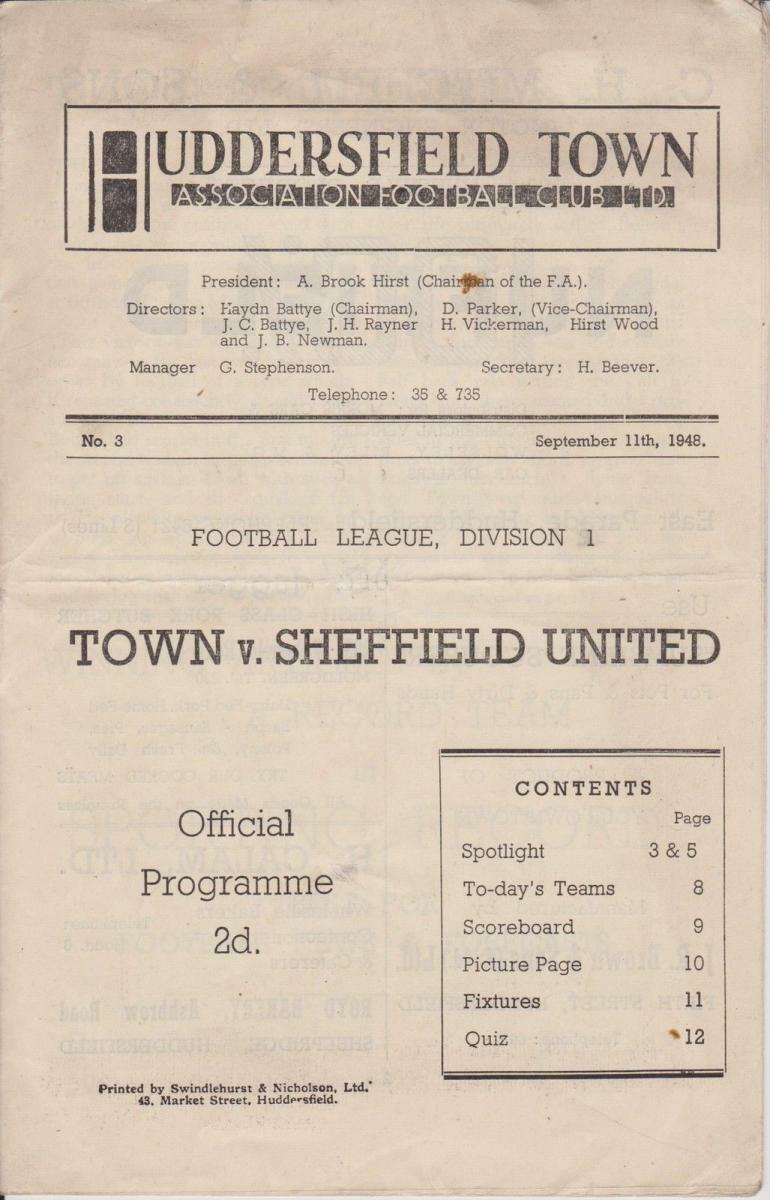 HUDDERSFIELD TOWN
ASSOCIATION FOOTBALL CLUB LTD.
President: A. Brook Hirst (Chairman of the F.A.).
Directors: Haydn Battye (Chairman), D. Parker, (Vice-Chairman),
J. C. Battye, J. H. Rayner H. Vickerman, Hirst Wood
and J. B. Newman.
Manager G. Stephenson. Secretary: H. Beever.
Telephone: 35 & 735
No. 3 September 11th, 1948.
FOOTBALL LEAGUE, DIVISION 1
TOWN v. SHEFFIELD UNITED
Official
Programme
2d.
CONTENTS
Page
Spotlight 3 & 5
To-day's Teams 8
Scoreboard 9
Picture Page 10
Fixtures 11
Quiz 12
Printed by Swindlehurst & Nicholson, Ltd.
43, Market Street, Huddersfield.